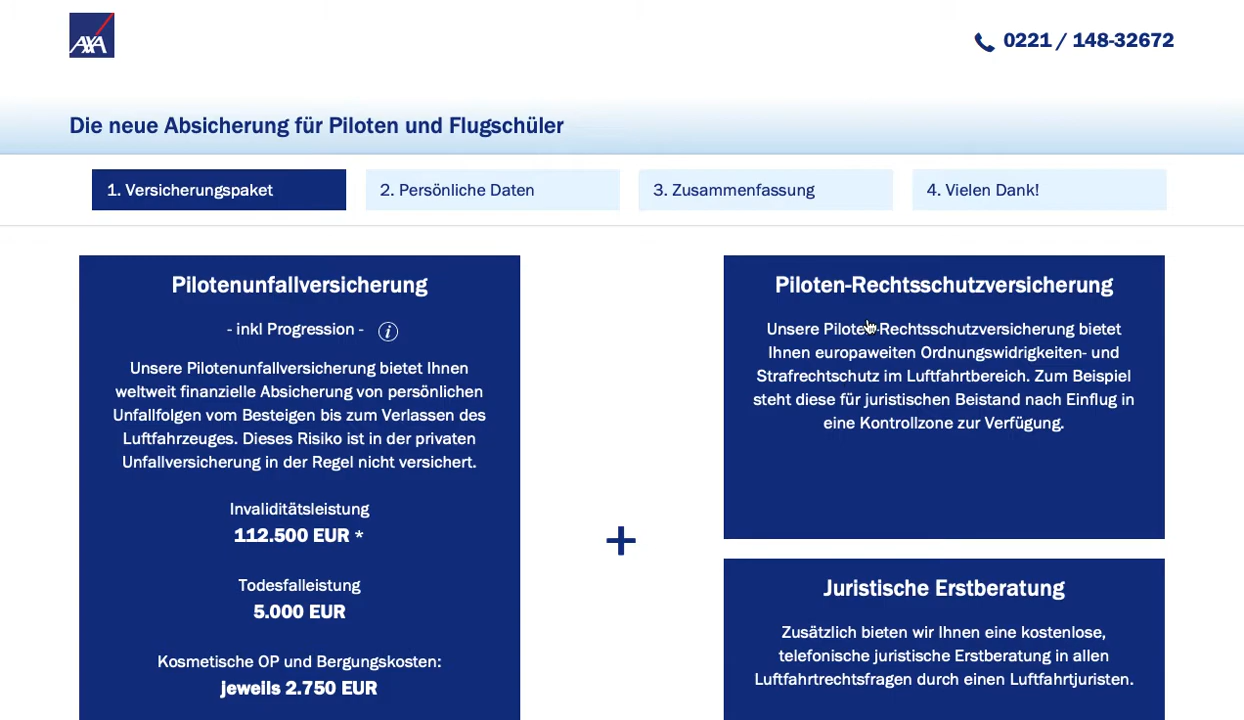 AXA
0221 / 148-32672
Die neue Absicherung für Piloten und Flugschüler
1. Versicherungspaket
2. Persönliche Daten
3. Zusammenfassung
4. Vielen Dank!
Pilotenunfallversicherung
- inkl Progression - i
Unsere Pilotenunfallversicherung bietet Ihnen
weltweit finanzielle Absicherung von persönlichen
Unfallfolgen vom Besteigen bis zum Verlassen des
Luftfahrzeuges. Dieses Risiko ist in der privaten
Unfallversicherung in der Regel nicht versichert.
Invaliditätsleistung
112.500 EUR *
Todesfalleistung
5.000 EUR
Kosmetische OP und Bergungskosten:
jeweils 2.750 EUR
+
Piloten-Rechtsschutzversicherung
Unsere Piloten-Rechtsschutzversicherung bietet
Ihnen europaweiten Ordnungswidrigkeiten- und
Strafrechtschutz im Luftfahrtbereich. Zum Beispiel
steht diese für juristischen Beistand nach Einflug in
eine Kontrollzone zur Verfügung.
Juristische Erstberatung
Zusätzlich bieten wir Ihnen eine kostenlose,
telefonische juristische Erstberatung in allen
Luftfahrtrechtsfragen durch einen Luftfahrtjuristen.